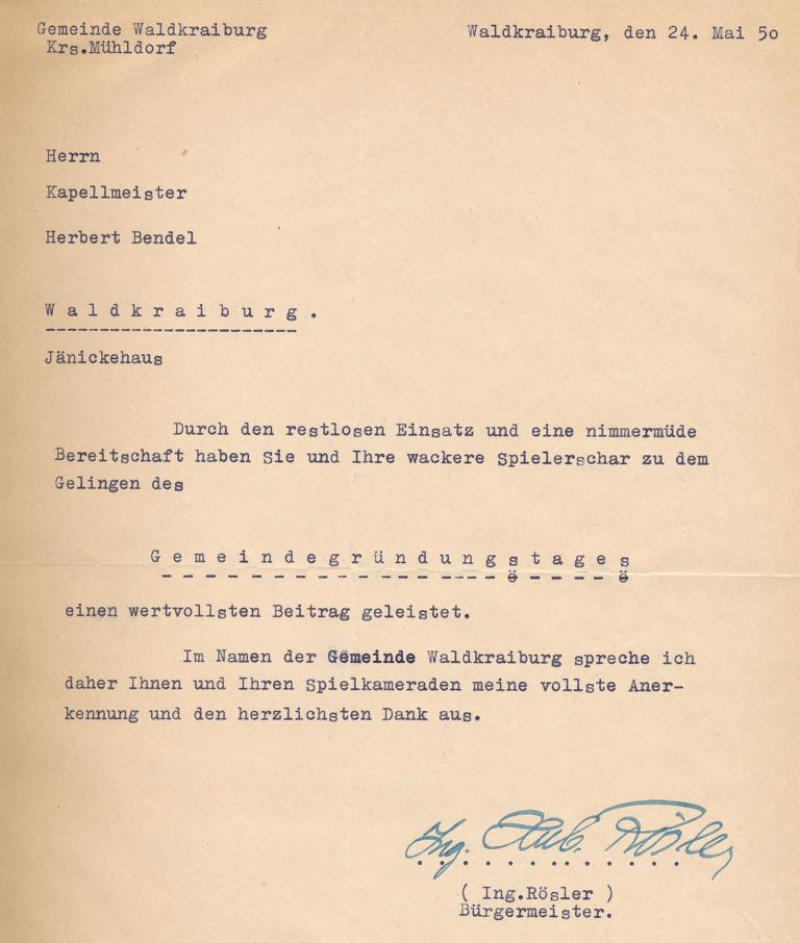 Gemeinde Waldkraiburg
Krs.Mühldorf
Waldkraiburg, den 24. Mai 50
Herrn
Kapellmeister
Herbert Bendel
W a l d k r a i b u r g .
Jänickehaus
Durch den restlosen Einsatz und eine nimmermüde
Bereitschaft haben Sie und Ihre wackere Spielerschar zu dem
Gelingen des
G e m e i n d e g r ü n d u n g s t a g e s
einen wertvollsten Beitrag geleistet.
Im Namen der Gemeinde Waldkraiburg spreche ich
daher Ihnen und Ihren Spielkameraden meine vollste Aner-
kennung und den herzlichsten Dank aus.
Ing. Rösler
( Ing.Rösler )
Bürgermeister.